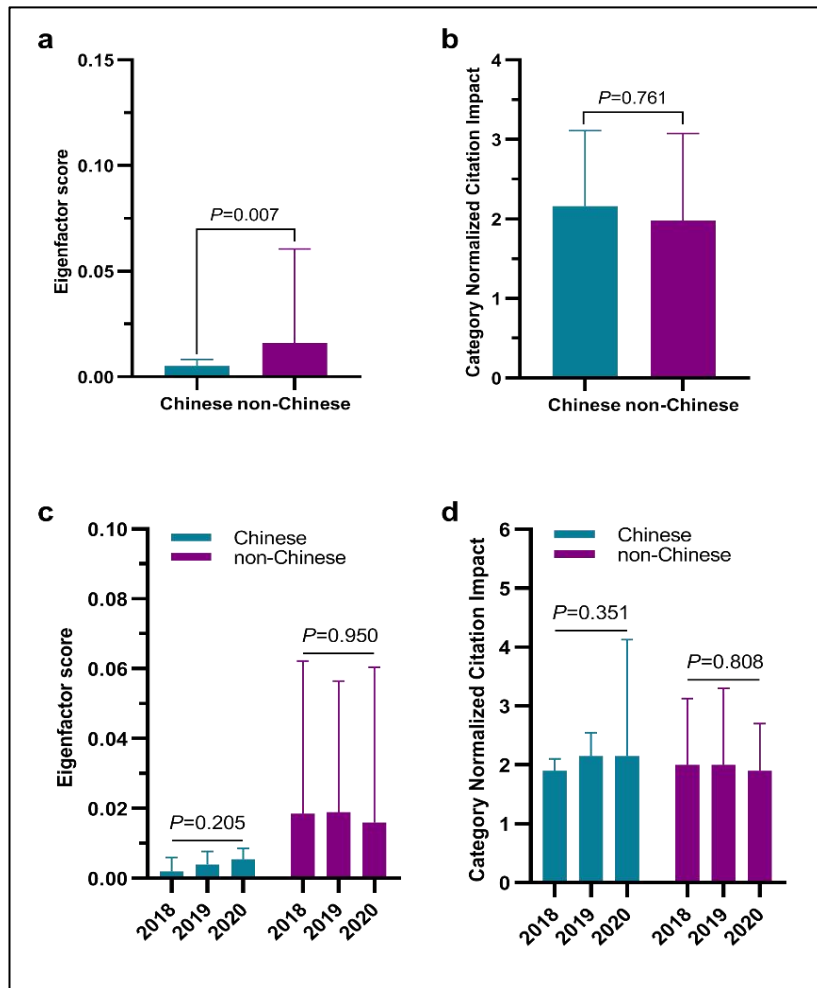 a
Eigenfactor score
0.15
0.10
0.05
0.00
P=0.007
Chinese non-Chinese
b
Category Normalized Citation Impact
4
3
2
1
0
P=0.761
Chinese non-Chinese
c
Eigenfactor score
0.10
0.08
0.06
0.04
0.02
0.00
Chinese
non-Chinese
P=0.205
P=0.950
2018
2019
2020
2018
2019
2020
d
Category Normalized Citation Impact
6
5
4
3
2
1
0
Chinese
non-Chinese
P=0.351
P=0.808
2018
2019
2020
2018
2019
2020